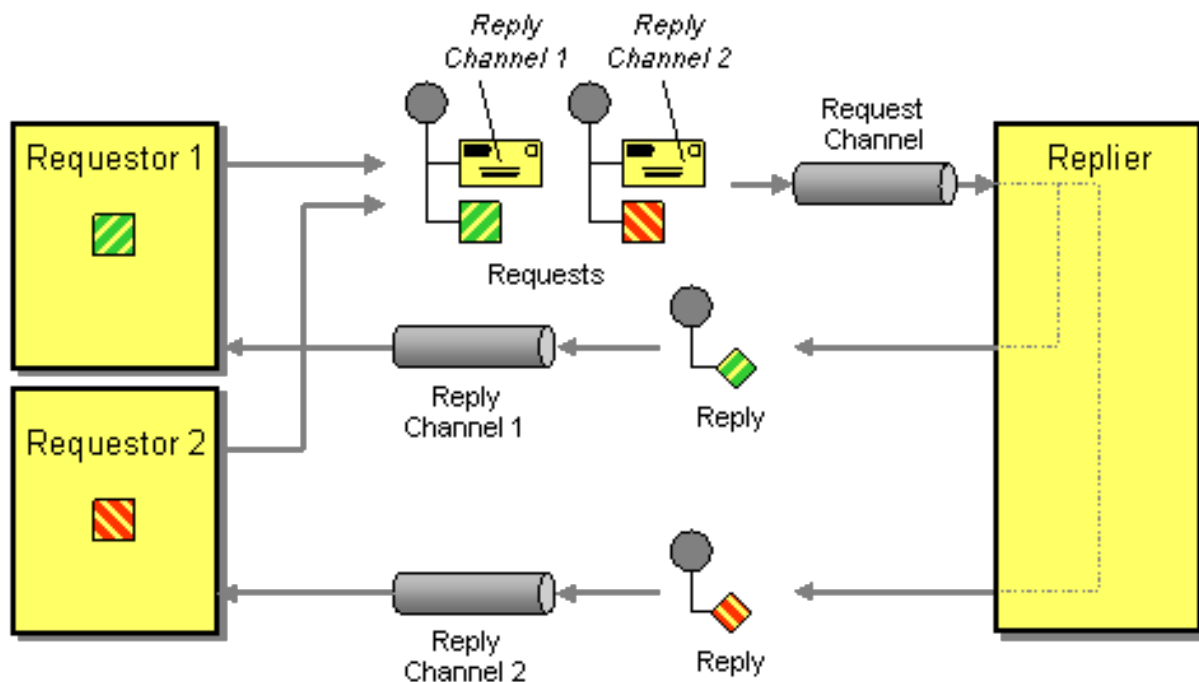 Reply
Channel 1
Reply
Channel 2
Request
Channel
Requestor 1
Replier
Requests
Reply
Channel 1
Reply
Requestor 2
Reply
Channel 2
Reply